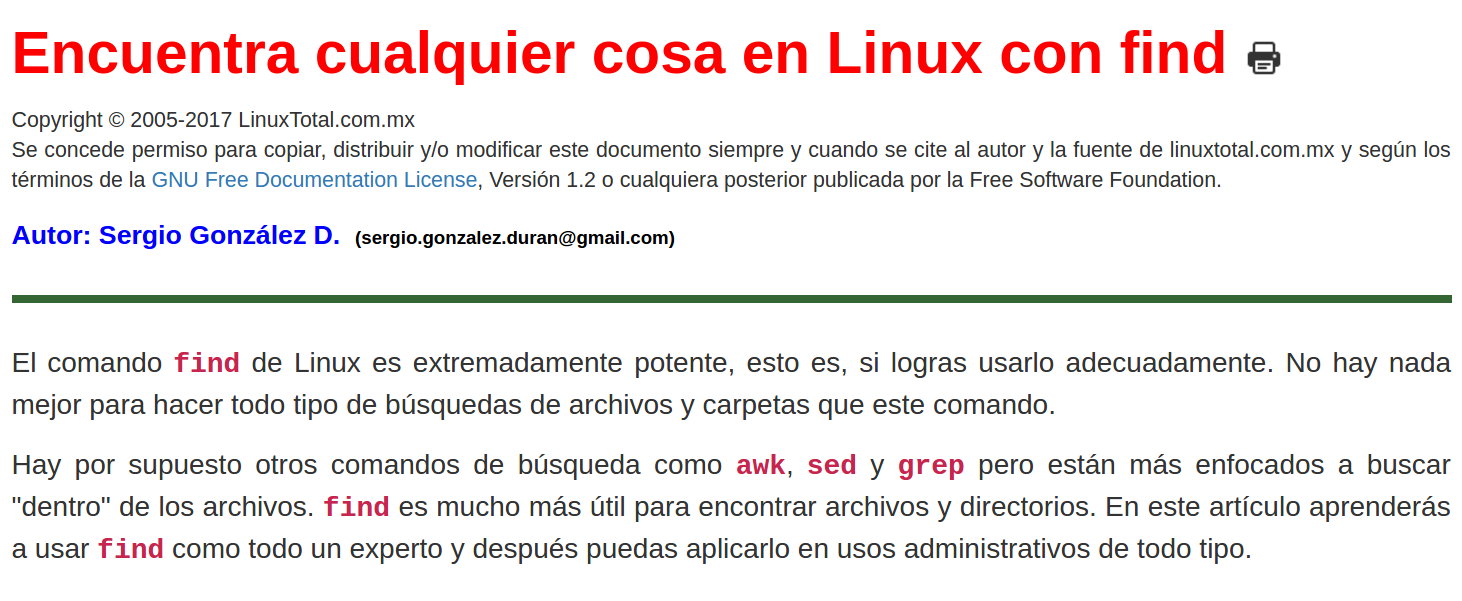 Encuentra cualquier cosa en Linux con find
Copyright © 2005-2017 LinuxTotal.com.mx
Se concede permiso para copiar, distribuir y/o modificar este documento siempre y cuando se cite al autor y la fuente de linuxtotal.com.mx y según los
términos de la GNU Free Documentation License, Versión 1.2 o cualquiera posterior publicada por la Free Software Foundation.
Autor: Sergio González D. (sergio.gonzalez.duran@gmail.com)
El comando find de Linux es extremadamente potente, esto es, si logras usarlo adecuadamente. No hay nada
mejor para hacer todo tipo de búsquedas de archivos y carpetas que este comando.
Hay por supuesto otros comandos de búsqueda como awk, sed y grep pero están más enfocados a buscar
"dentro" de los archivos. find es mucho más útil para encontrar archivos y directorios. En este artículo aprenderás
a usar find como todo un experto y después puedas aplicarlo en usos administrativos de todo tipo.